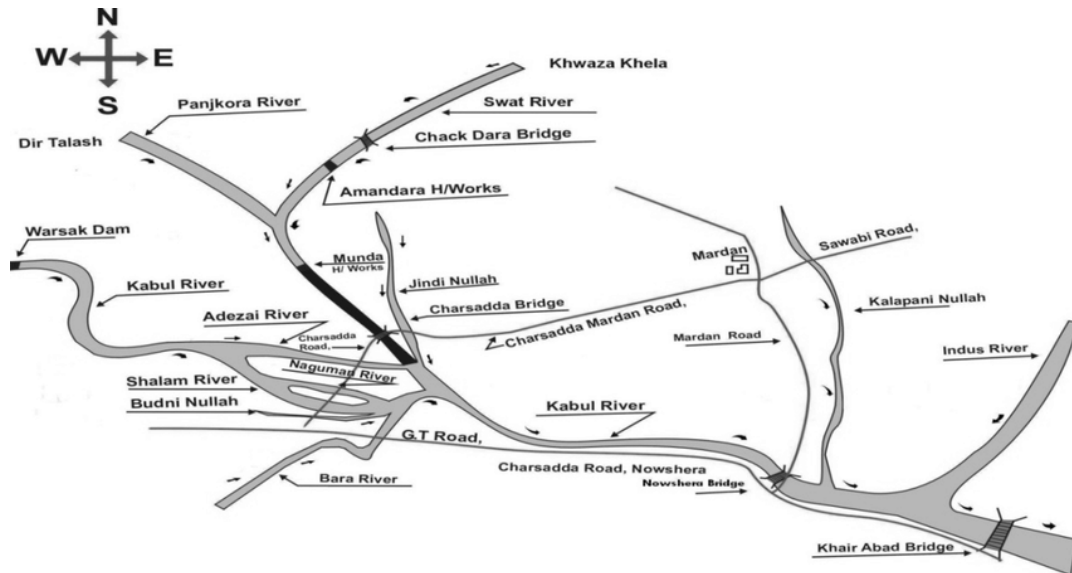 N
W E
S
Khwaza Khela
Panjkora River
Swat River
Dir Talash
Chack Dara Bridge
Amandara H/Works
Warsak Dam
Munda
H/ Works
Mardan
Sawabi Road,
Kabul River
Jindi Nullah
Adezai River
Charsadda Bridge
Kalapani Nullah
Charsadda
Road,
Charsadda Mardan Road,
Mardan Road
Indus River
Naguman River
Shalam River
Budni Nullah
Kabul River
G.T Road,
Charsadda Road, Nowshera
Bara River
Nowshera Bridge
Khair Abad Bridge